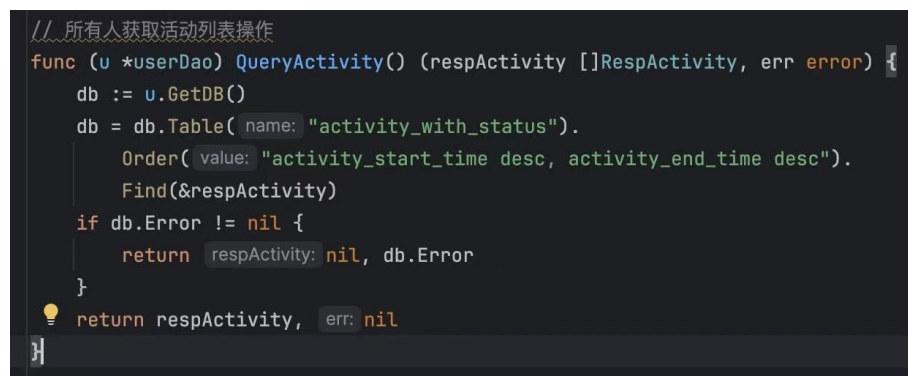 // 所有人获取活动列表操作
func (u *userDao) QueryActivity() (respActivity []RespActivity, err error) {
    db := u.GetDB()
    db = db.Table( name: "activity_with_status").
        Order( value: "activity_start_time desc, activity_end_time desc").
        Find(&respActivity)
    if db.Error != nil {
        return respActivity: nil, db.Error
    }
    return respActivity, err: nil
}